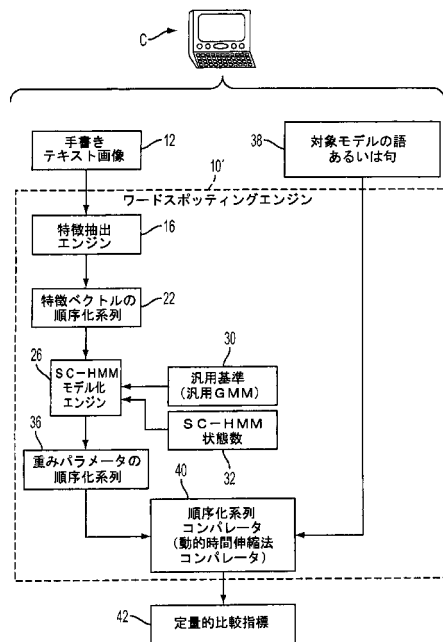 C
手書き
テキスト画像
12
38
対象モデルの語
あるいは句
10'
ワードスポッティングエンジン
特徴抽出
エンジン
16
特徴ベクトルの
順序化系列
22
26
SC-HMM
モデル化
エンジン
30
汎用基準
(汎用GMM)
SC-HMM
状態数
32
36
重みパラメータの
順序化系列
40
順序化系列
コンパレータ
(動的時間伸縮法
コンパレータ)
42
定量的比較指標